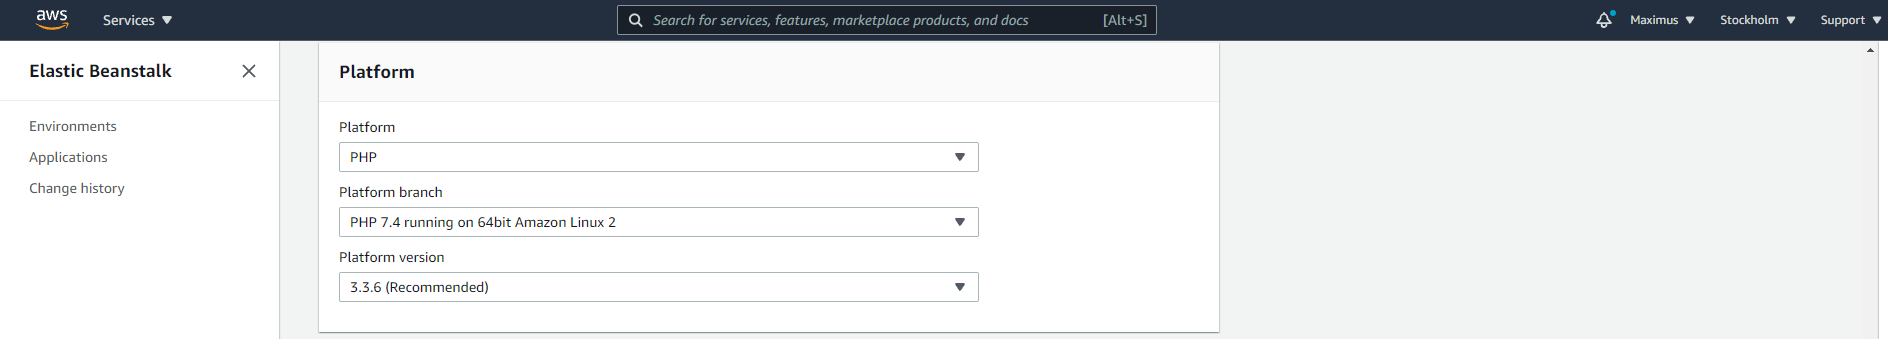 aws Services Search for services, features, marketplace products, and docs [Alt+S] Maximus Stockholm Support
Elastic Beanstalk
Environments
Applications
Change history
Platform
Platform
PHP
Platform branch
PHP 7.4 running on 64bit Amazon Linux 2
Platform version
3.3.6 (Recommended)